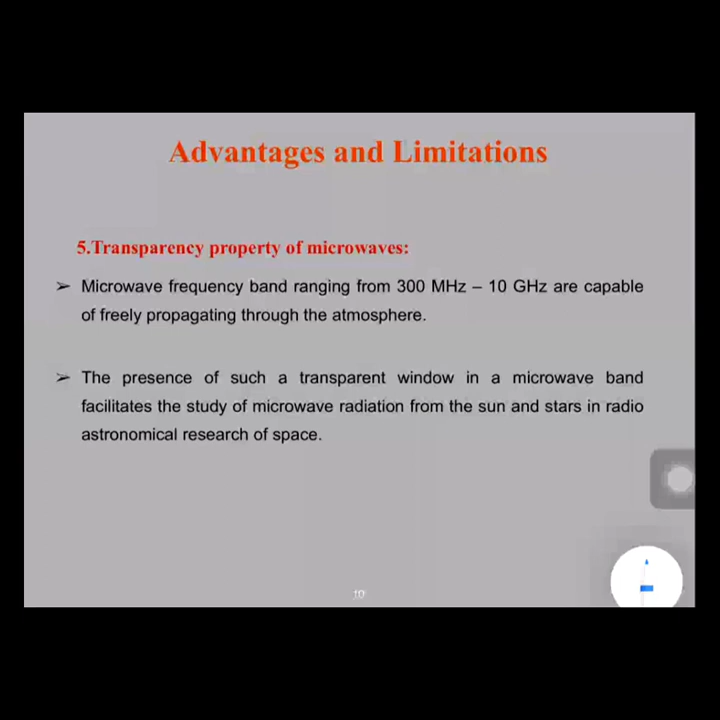 Advantages and Limitations
5.Transparency property of microwaves:
➢ Microwave frequency band ranging from 300 MHz – 10 GHz are capable
of freely propagating through the atmosphere.
➢ The presence of such a transparent window in a microwave band
facilitates the study of microwave radiation from the sun and stars in radio
astronomical research of space.
10